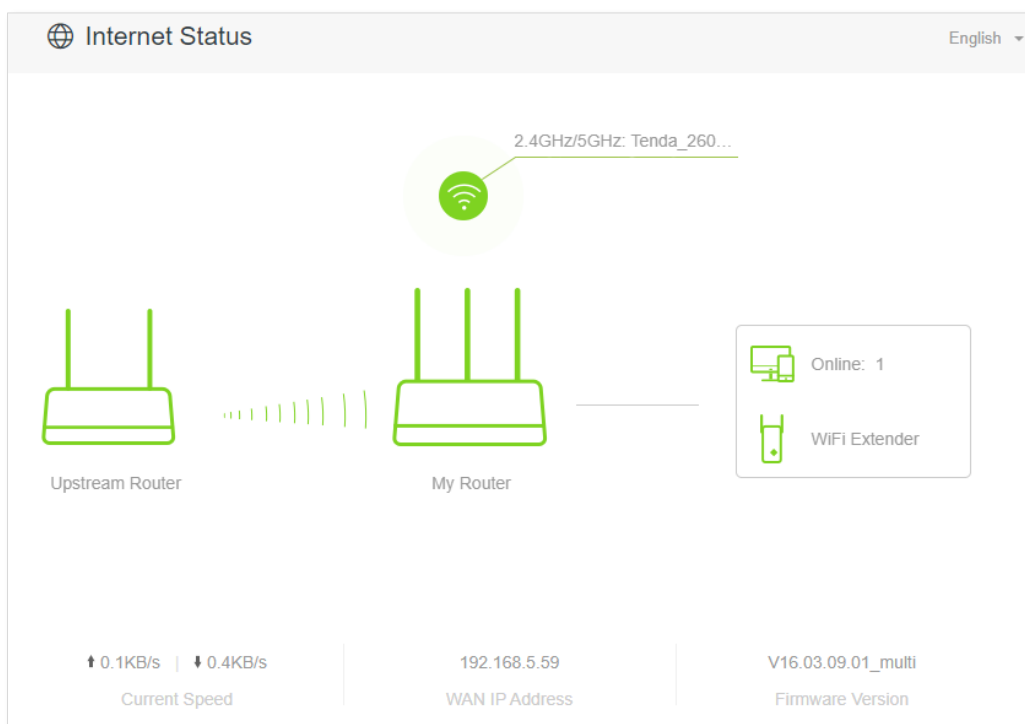 Internet Status
English
2.4GHz/5GHz: Tenda_260...
Online: 1
WiFi Extender
Upstream Router
My Router
0.1KB/s | 0.4KB/s
192.168.5.59
V16.03.09.01_multi
Current Speed
WAN IP Address
Firmware Version